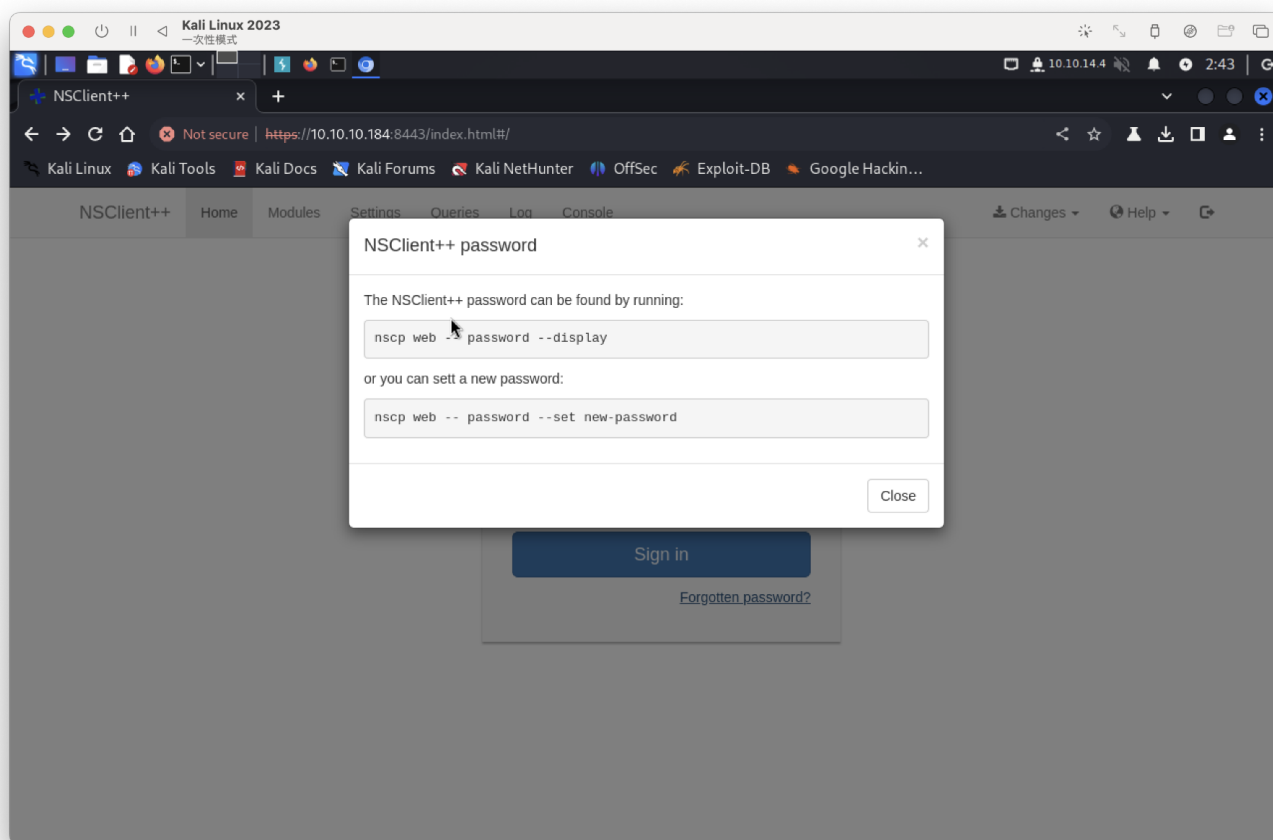 Kali Linux 2023
一次性模式
10.10.14.4
2:43
NSClient++
Not secure
https://10.10.10.184:8443/index.html#/
Kali Linux Kali Tools Kali Docs Kali Forums Kali NetHunter OffSec Exploit-DB Google Hackin…
NSClient++ Home Modules Settings Queries Log Console Changes Help
NSClient++ password
×
The NSClient++ password can be found by running:
nscp web -- password --display
or you can sett a new password:
nscp web -- password --set new-password
Close
Sign in
Forgotten password?